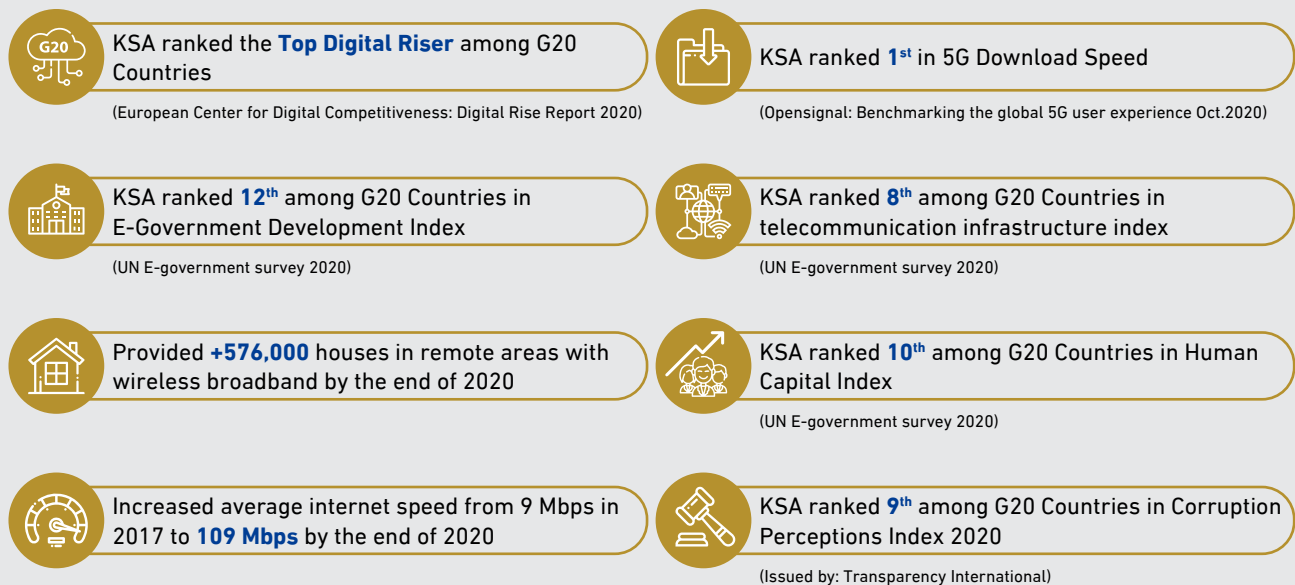 G20
KSA ranked the Top Digital Riser among G20
Countries
(European Center for Digital Competitiveness: Digital Rise Report 2020)
KSA ranked 1st in 5G Download Speed
(Opensignal: Benchmarking the global 5G user experience Oct.2020)
KSA ranked 12th among G20 Countries in
E-Government Development Index
(UN E-government survey 2020)
KSA ranked 8th among G20 Countries in
telecommunication infrastructure index
(UN E-government survey 2020)
Provided +576,000 houses in remote areas with
wireless broadband by the end of 2020
KSA ranked 10th among G20 Countries in Human
Capital Index
(UN E-government survey 2020)
Increased average internet speed from 9 Mbps in
2017 to 109 Mbps by the end of 2020
KSA ranked 9th among G20 Countries in Corruption
Perceptions Index 2020
(Issued by: Transparency International)